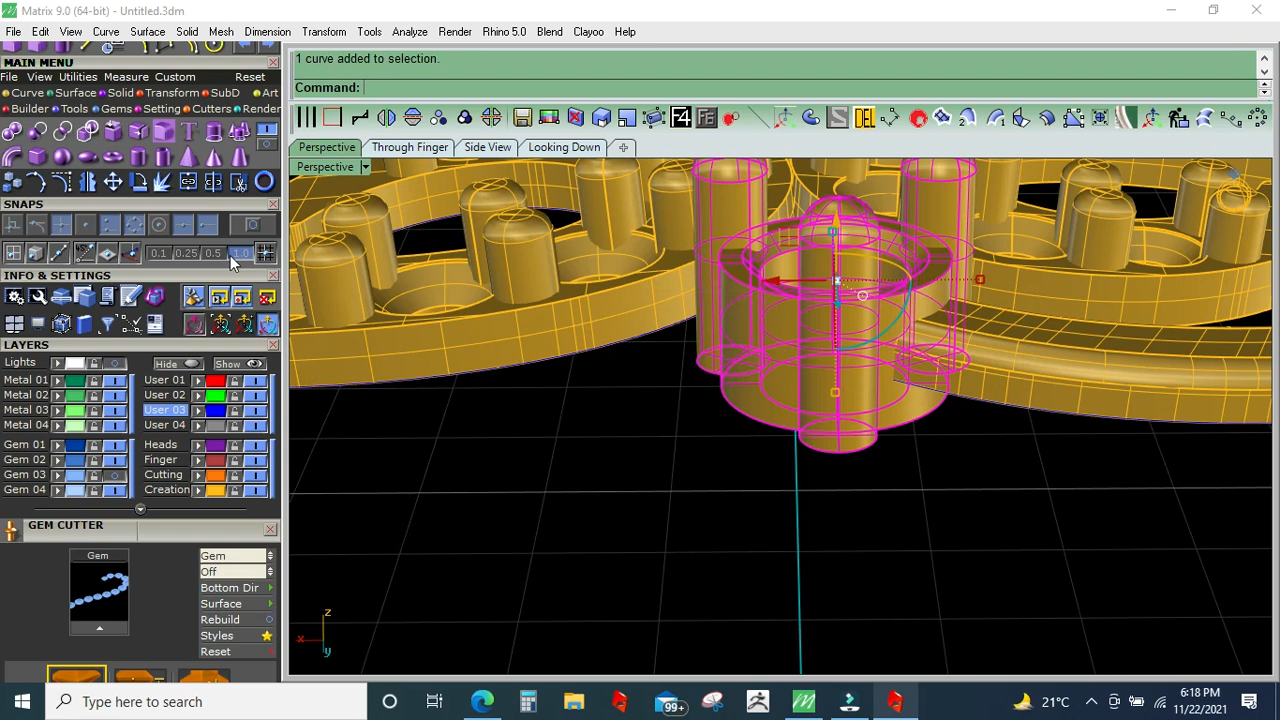 Matrix 9.0 (64-bit) - Untitled.3dm
File Edit View Curve Surface Solid Mesh Dimension Transform Tools Analyze Render Rhino 5.0 Blend Clayoo Help
1 curve added to selection.
Command:
MAIN MENU
File View Utilities Measure Custom Reset
Curve Surface Solid Transform SubD Art
Builder Tools Gems Setting Cutters Render
SNAPS
0.1 0.25 0.5 1.0
INFO & SETTINGS
LAYERS
Lights Hide Show
Metal 01 User 01
Metal 02 User 02
Metal 03 User 03
Metal 04 User 04
Gem 01 Heads
Gem 02 Finger
Gem 03 Cutting
Gem 04 Creation
GEM CUTTER
Gem Gem
Off
Bottom Dir
Surface
Rebuild
Styles
Reset
F4 F6 DEL
Perspective Through Finger Side View Looking Down
Perspective
z
x
y
Type here to search
99+
21°C
6:18 PM
11/22/2021